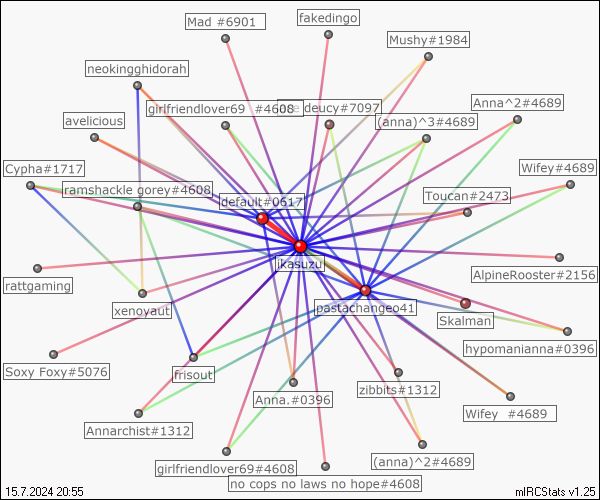 Mad #6901
fakedingo
Mushy#1984
neokingghidorah
girlfriendlover69 #4608
deucy#7097
Anna^2#4689
avelicious
(anna)^3#4689
Cypha#1717
Wifey#4689
ramshackle gorey#4608
default#0617
Toucan#2473
jkasuzu
rattgaming
AlpineRooster#2156
xenoyaut
pastachangeo41
Skalman
hypomanianna#0396
Soxy Foxy#5076
frisout
zibbits#1312
Anna.#0396
Wifey #4689
Annarchist#1312
girlfriendlover69#4608
(anna)^2#4689
no cops no laws no hope#4608
15.7.2024 20:55
mIRCStats v1.25